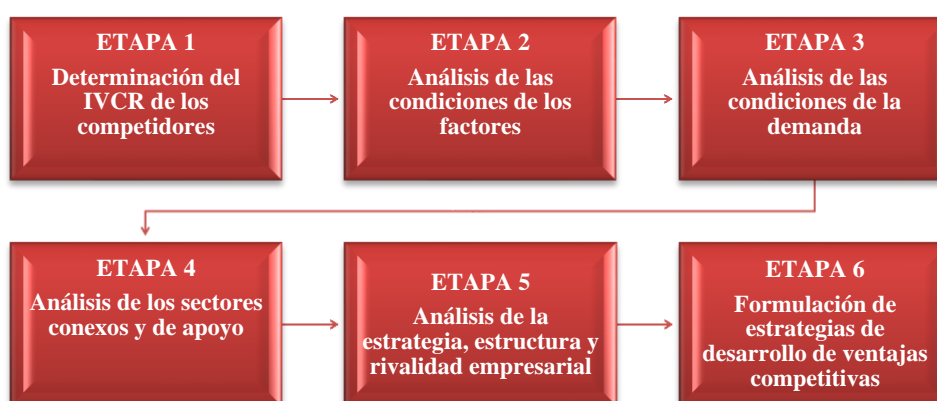 ETAPA 1
Determinación del
IVCR de los
competidores
ETAPA 2
Análisis de las
condiciones de los
factores
ETAPA 3
Análisis de las
condiciones de la
demanda
ETAPA 4
Análisis de los sectores
conexos y de apoyo
ETAPA 5
Análisis de la
estrategia, estructura y
rivalidad empresarial
ETAPA 6
Formulación de
estrategias de
desarrollo de ventajas
competitivas